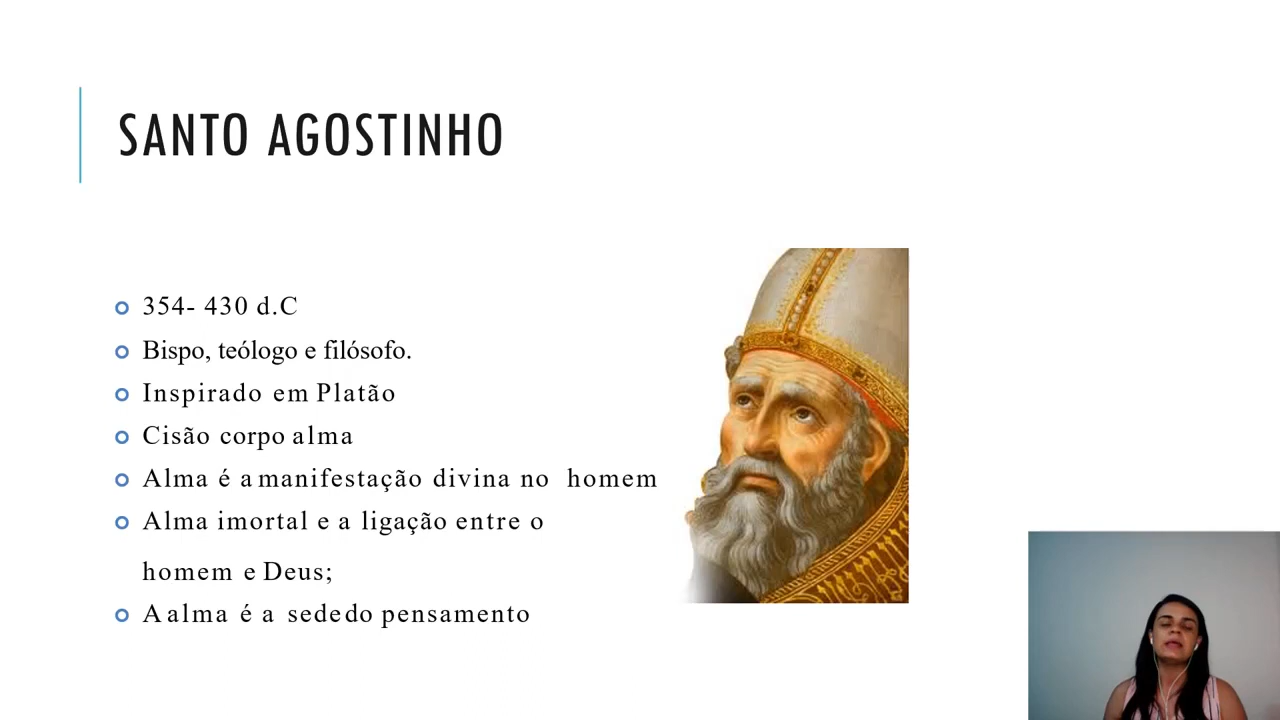 SANTO AGOSTINHO
354- 430 d.C
Bispo, teólogo e filósofo.
Inspirado em Platão
Cisão corpo alma
Alma é a manifestação divina no homem
Alma imortal e a ligação entre o
homem e Deus;
A alma é a sede do pensamento